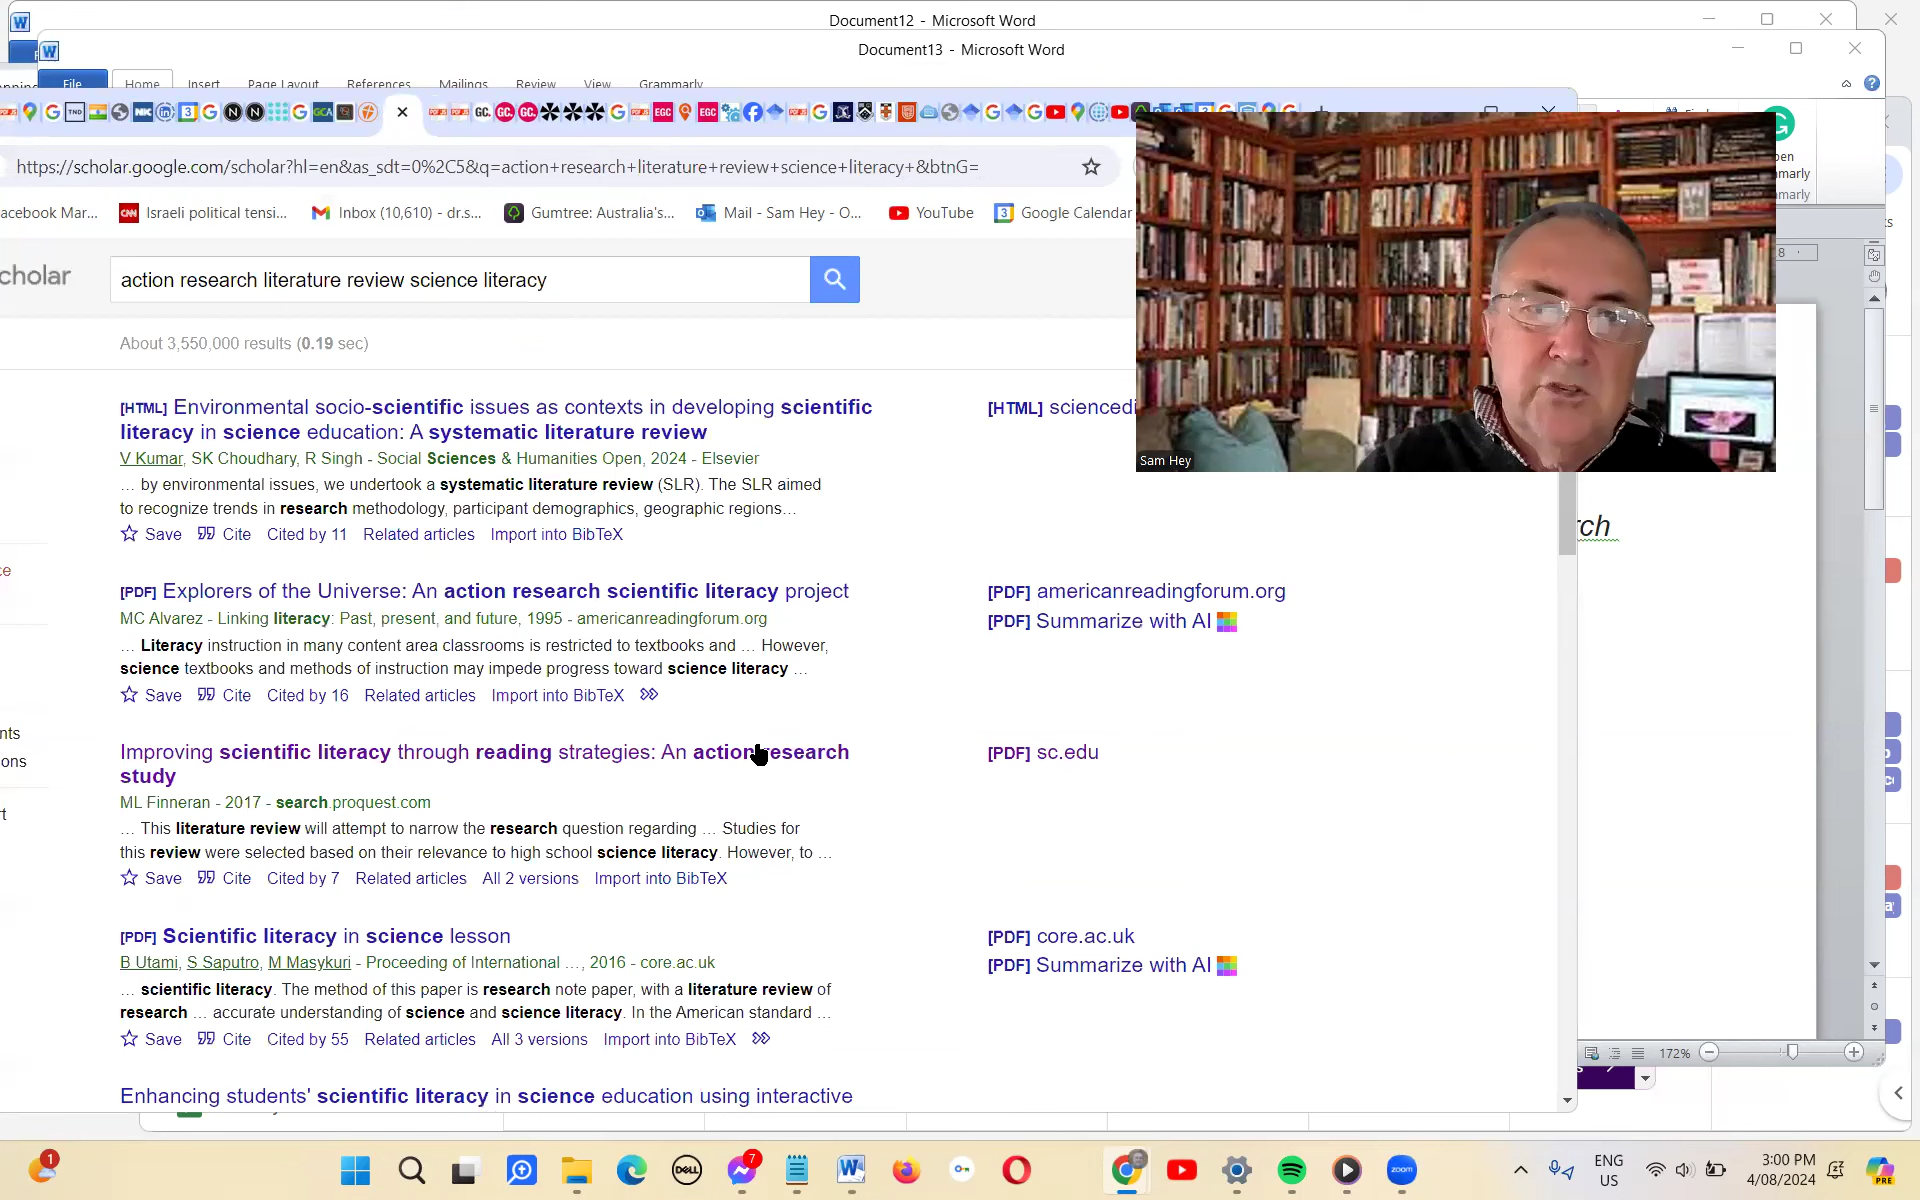 Document12 - Microsoft Word
Document13 - Microsoft Word
File Home Insert Page Layout References Mailings Review View Grammarly
https://scholar.google.com/scholar?hl=en&as_sdt=0%2C5&q=action+research+literature+review+science+literacy+&btnG=
acebook Mar... Israeli political tensi... Inbox (10,610) - dr.s... Gumtree: Australia's... Mail - Sam Hey - O... YouTube Google Calendar
cholar
action research literature review science literacy
About 3,550,000 results (0.19 sec)
[HTML] Environmental socio-scientific issues as contexts in developing scientific
literacy in science education: A systematic literature review
V Kumar, SK Choudhary, R Singh - Social Sciences & Humanities Open, 2024 - Elsevier
... by environmental issues, we undertook a systematic literature review (SLR). The SLR aimed
to recognize trends in research methodology, participant demographics, geographic regions...
Save Cite Cited by 11 Related articles Import into BibTeX
[HTML] sciencedi
Sam Hey
rch
[PDF] Explorers of the Universe: An action research scientific literacy project
MC Alvarez - Linking literacy: Past, present, and future, 1995 - americanreadingforum.org
... Literacy instruction in many content area classrooms is restricted to textbooks and ... However,
science textbooks and methods of instruction may impede progress toward science literacy ...
Save Cite Cited by 16 Related articles Import into BibTeX
[PDF] americanreadingforum.org
[PDF] Summarize with AI
Improving scientific literacy through reading strategies: An action research
study
ML Finneran - 2017 - search.proquest.com
... This literature review will attempt to narrow the research question regarding ... Studies for
this review were selected based on their relevance to high school science literacy. However, to ...
Save Cite Cited by 7 Related articles All 2 versions Import into BibTeX
[PDF] sc.edu
[PDF] Scientific literacy in science lesson
B Utami, S Saputro, M Masykuri - Proceeding of International ..., 2016 - core.ac.uk
... scientific literacy. The method of this paper is research note paper, with a literature review of
research ... accurate understanding of science and science literacy. In the American standard ...
Save Cite Cited by 55 Related articles All 3 versions Import into BibTeX
[PDF] core.ac.uk
[PDF] Summarize with AI
Enhancing students' scientific literacy in science education using interactive
172%
1
7
DELL
zoom
ENG
US
3:00 PM
4/08/2024
PRE